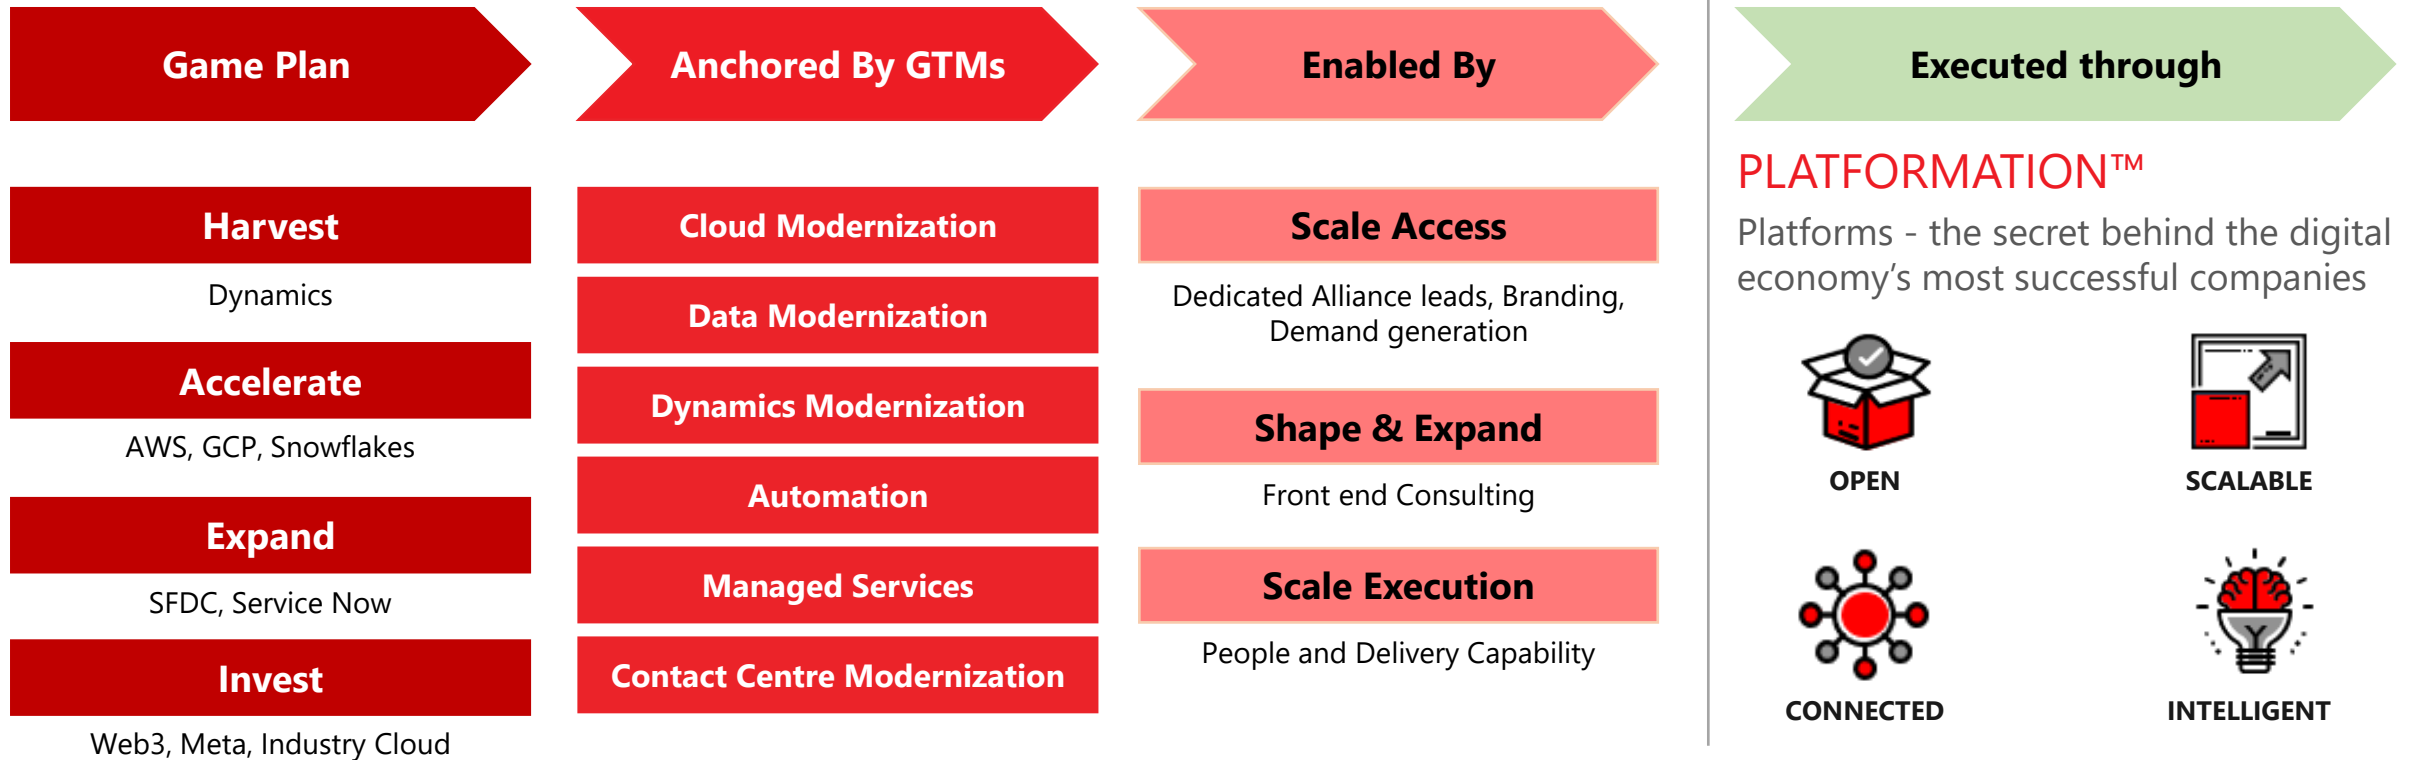 Game Plan
Harvest
Dynamics
Accelerate
AWS, GCP, Snowflakes
Expand
SFDC, Service Now
Invest
Web3, Meta, Industry Cloud
Anchored By GTMs
Cloud Modernization
Data Modernization
Dynamics Modernization
Automation
Managed Services
Contact Centre Modernization
Enabled By
Scale Access
Dedicated Alliance leads, Branding,
Demand generation
Shape & Expand
Front end Consulting
Scale Execution
People and Delivery Capability
Executed through
PLATFORMATION™
Platforms - the secret behind the digital
economy’s most successful companies
OPEN
SCALABLE
CONNECTED
INTELLIGENT